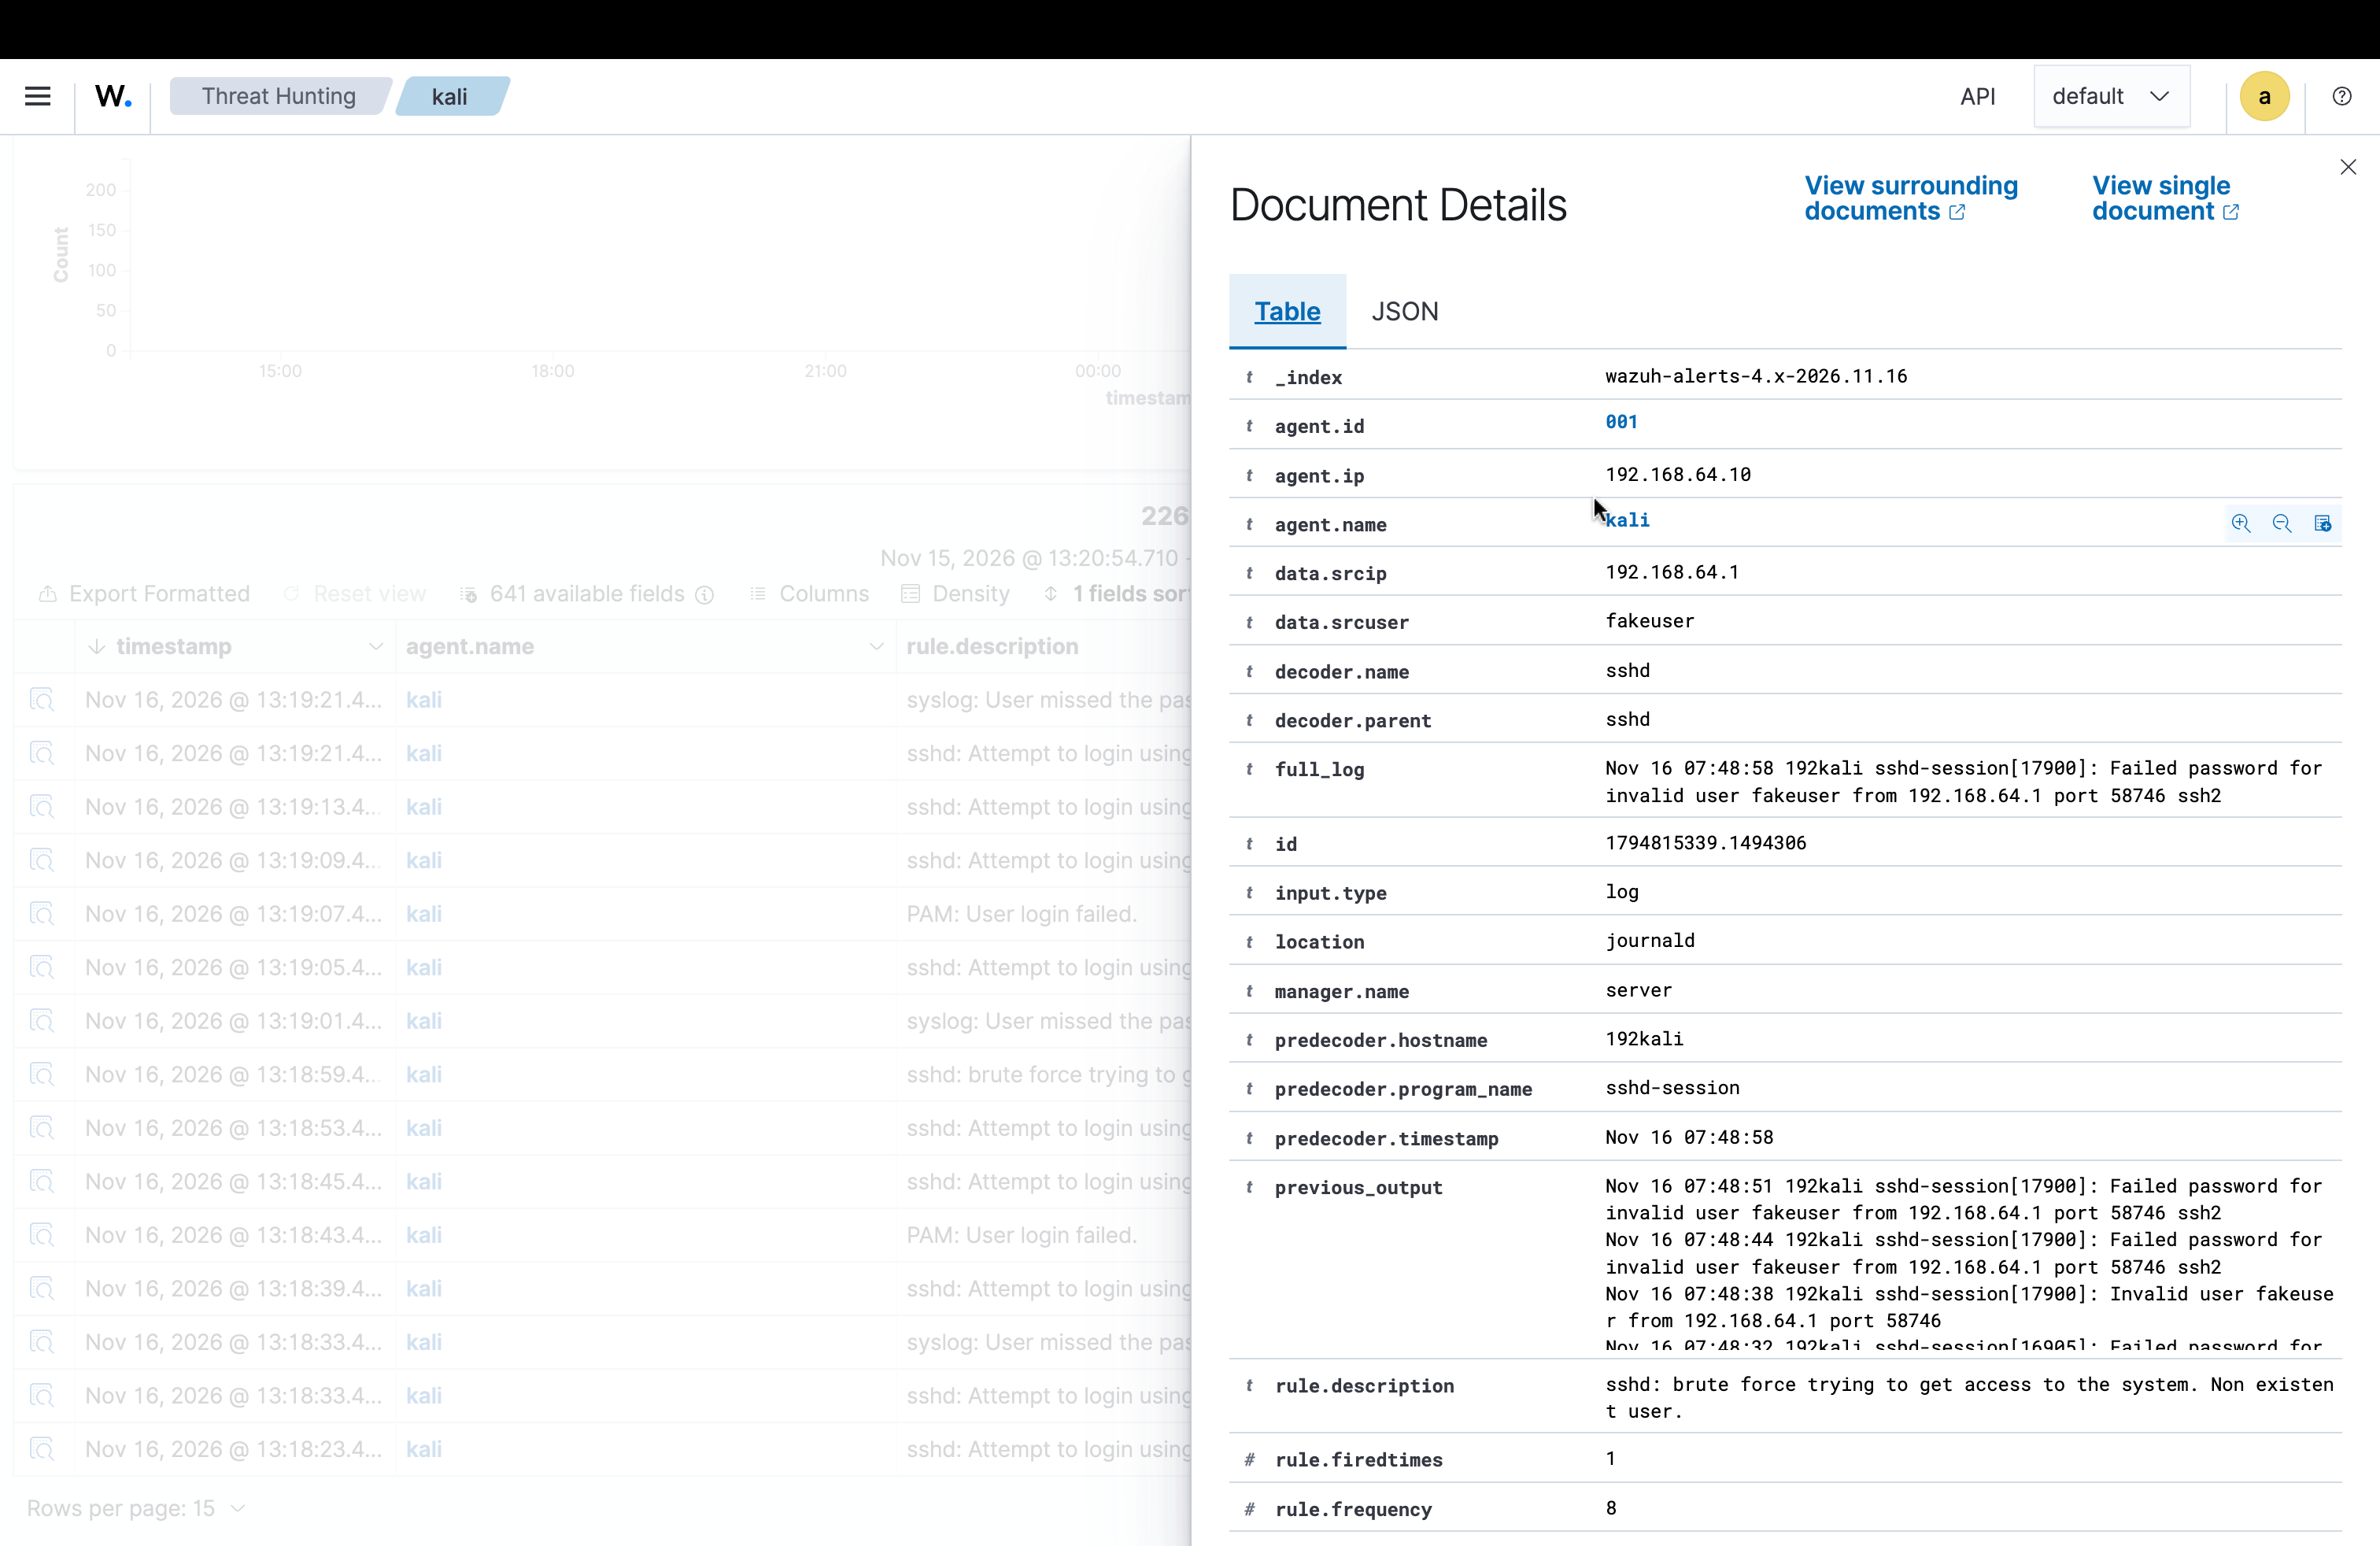 W.
Threat Hunting
kali
API
default
a
Count
200
150
100
50
0
15:00
18:00
21:00
00:00
226
Nov 15, 2026 @ 13:20:54.710 -
Export Formatted
Reset view
641 available fields
Columns
Density
1 fields
timestamp
agent.name
rule.description
Nov 16, 2026 @ 13:19:21.4... kali syslog: User missed the
Nov 16, 2026 @ 13:19:21.4... kali sshd: Attempt to login using
Nov 16, 2026 @ 13:19:13.4... kali sshd: Attempt to login using
Nov 16, 2026 @ 13:19:09.4... kali sshd: Attempt to login using
Nov 16, 2026 @ 13:19:07.4... kali PAM: User login failed.
Nov 16, 2026 @ 13:19:05.4... kali sshd: Attempt to login using
Nov 16, 2026 @ 13:19:01.4... kali syslog: User missed the
Nov 16, 2026 @ 13:18:59.4... kali sshd: brute force trying to
Nov 16, 2026 @ 13:18:53.4... kali sshd: Attempt to login using
Nov 16, 2026 @ 13:18:45.4... kali sshd: Attempt to login using
Nov 16, 2026 @ 13:18:43.4... kali PAM: User login failed.
Nov 16, 2026 @ 13:18:39.4... kali sshd: Attempt to login using
Nov 16, 2026 @ 13:18:33.4... kali syslog: User missed the
Nov 16, 2026 @ 13:18:33.4... kali sshd: Attempt to login using
Nov 16, 2026 @ 13:18:23.4... kali sshd: Attempt to login using
Rows per page: 15
Document Details
View surrounding
documents
View single
document
Table
JSON
t _index wazuh-alerts-4.x-2026.11.16
t agent.id 001
t agent.ip 192.168.64.10
t agent.name kali
t data.srcip 192.168.64.1
t data.srcuser fakeuser
t decoder.name sshd
t decoder.parent sshd
t full_log Nov 16 07:48:58 192kali sshd-session[17900]: Failed password for
invalid user fakeuser from 192.168.64.1 port 58746 ssh2
t id 1794815339.1494306
t input.type log
t location journald
t manager.name server
t predecoder.hostname 192kali
t predecoder.program_name sshd-session
t predecoder.timestamp Nov 16 07:48:58
t previous_output Nov 16 07:48:51 192kali sshd-session[17900]: Failed password for
invalid user fakeuser from 192.168.64.1 port 58746 ssh2
Nov 16 07:48:44 192kali sshd-session[17900]: Failed password for
invalid user fakeuser from 192.168.64.1 port 58746 ssh2
Nov 16 07:48:38 192kali sshd-session[17900]: Invalid user fakeuse
r from 192.168.64.1 port 58746
Nov 16 07:48:32 192kali sshd-session[16905]: Failed password for
t rule.description sshd: brute force trying to get access to the system. Non existen
t user.
# rule.firedtimes 1
# rule.frequency 8